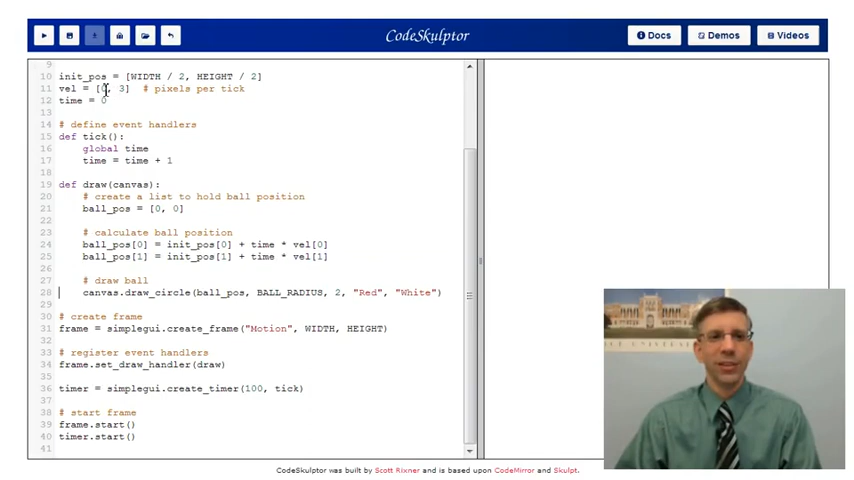 CodeSkulptor
Docs
Demos
Videos
9
10 init_pos = [WIDTH / 2, HEIGHT / 2]
11 vel = [0, 3]  # pixels per tick
12 time = 0
13
14 # define event handlers
15 def tick():
16     global time
17     time = time + 1
18
19 def draw(canvas):
20     # create a list to hold ball position
21     ball_pos = [0, 0]
22
23     # calculate ball position
24     ball_pos[0] = init_pos[0] + time * vel[0]
25     ball_pos[1] = init_pos[1] + time * vel[1]
26
27     # draw ball
28     canvas.draw_circle(ball_pos, BALL_RADIUS, 2, "Red", "White")
29
30 # create frame
31 frame = simplegui.create_frame("Motion", WIDTH, HEIGHT)
32
33 # register event handlers
34 frame.set_draw_handler(draw)
35
36 timer = simplegui.create_timer(100, tick)
37
38 # start frame
39 frame.start()
40 timer.start()
41
CodeSkulptor was built by Scott Rixner and is based upon CodeMirror and Skulpt.